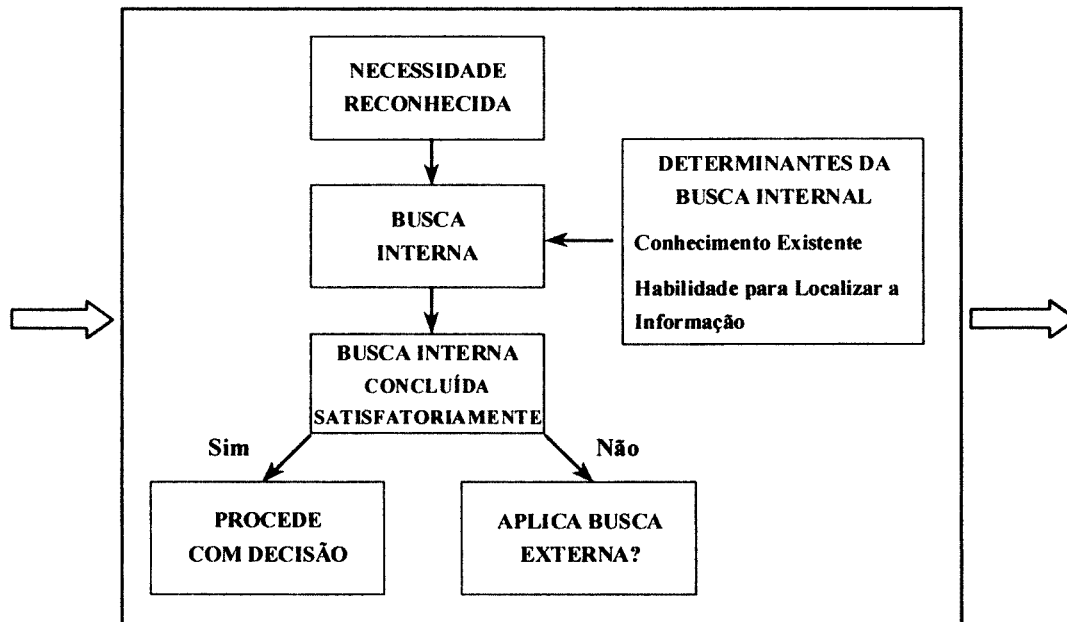 NECESSIDADE
RECONHECIDA
DETERMINANTES DA
BUSCA INTERNAL
Conhecimento Existente
Habilidade para Localizar a
Informação
BUSCA
INTERNA
BUSCA INTERNA
CONCLUÍDA
SATISFATORIAMENTE
Sim
Não
PROCEDE
COM DECISÃO
APLICA BUSCA
EXTERNA?